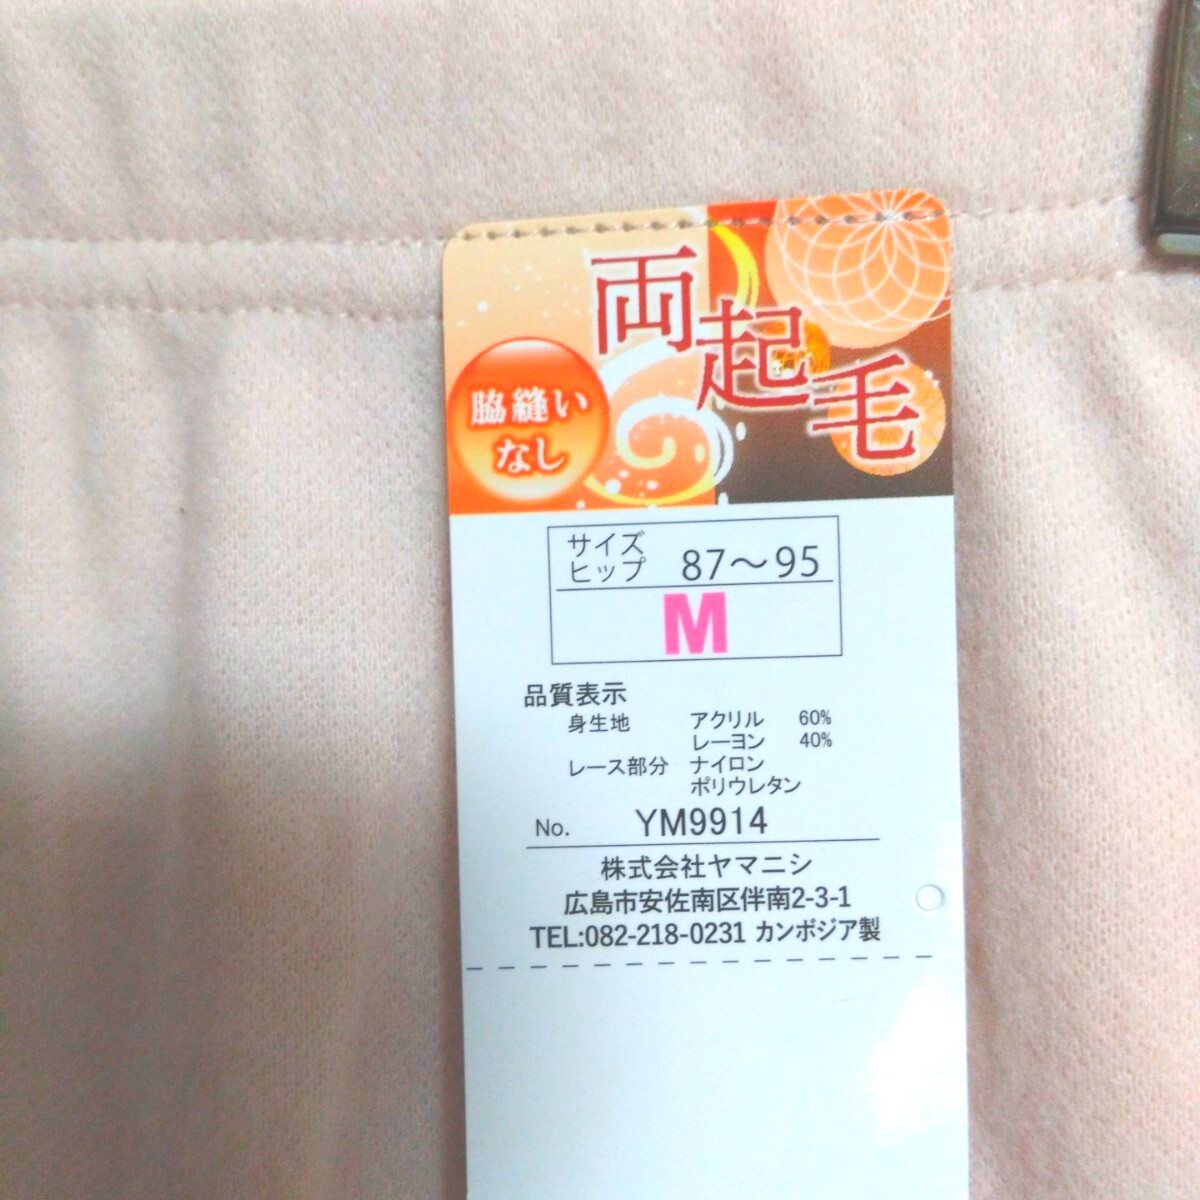 両起毛
脇縫い
なし
サイズ
ヒップ 87〜95
M
品質表示
身生地 アクリル 60%
レーヨン 40%
レース部分 ナイロン
ポリウレタン
No. YM9914
株式会社ヤマニシ
広島市安佐南区伴南2-3-1
TEL:082-218-0231 カンボジア製